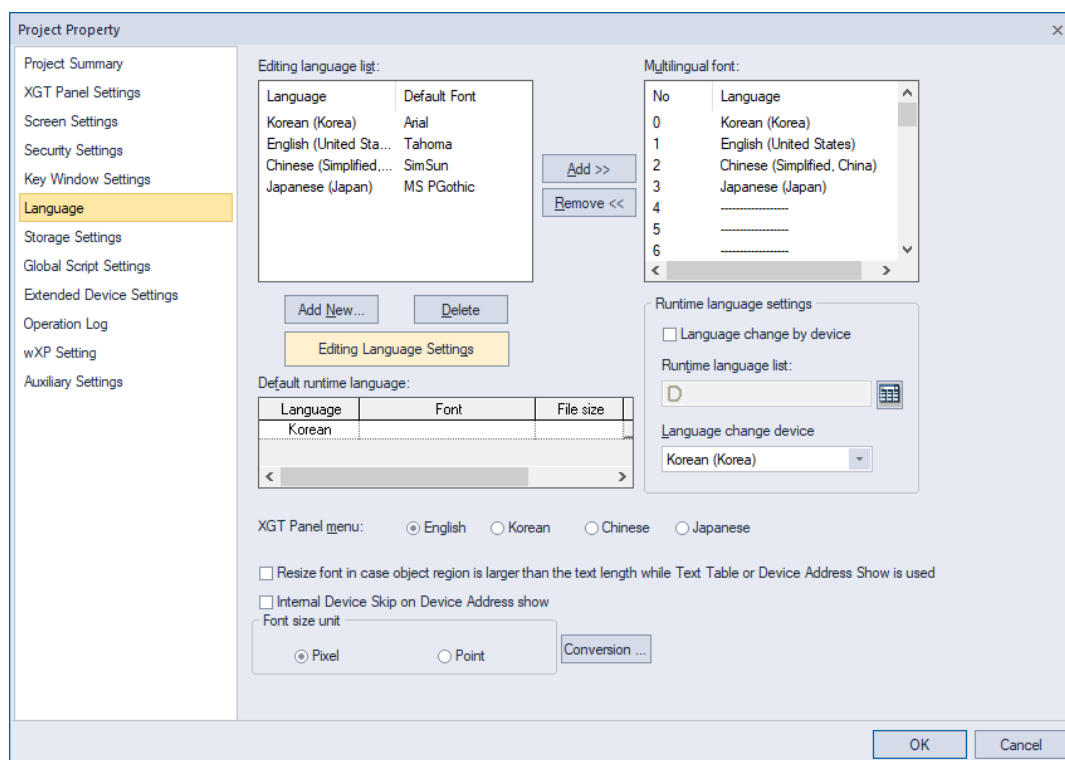 Project Property
Project Summary
XGT Panel Settings
Screen Settings
Security Settings
Key Window Settings
Language
Storage Settings
Global Script Settings
Extended Device Settings
Operation Log
wXP Setting
Auxiliary Settings
Editing language list:
Language Default Font
Korean (Korea) Arial
English (United Sta... Tahoma
Chinese (Simplified,... SimSun
Japanese (Japan) MS PGothic
Add >>
Remove <<
Multilingual font:
No Language
0 Korean (Korea)
1 English (United States)
2 Chinese (Simplified, China)
3 Japanese (Japan)
4 ------------------
5 ------------------
6 ------------------
Add New...
Delete
Editing Language Settings
Default runtime language:
Language Font File size
Korean ...
Runtime language settings
Language change by device
Runtime language list:
D
Language change device
Korean (Korea)
XGT Panel menu: English Korean Chinese Japanese
Resize font in case object region is larger than the text length while Text Table or Device Address Show is used
Internal Device Skip on Device Address show
Font size unit
Pixel Point
Conversion ...
OK Cancel